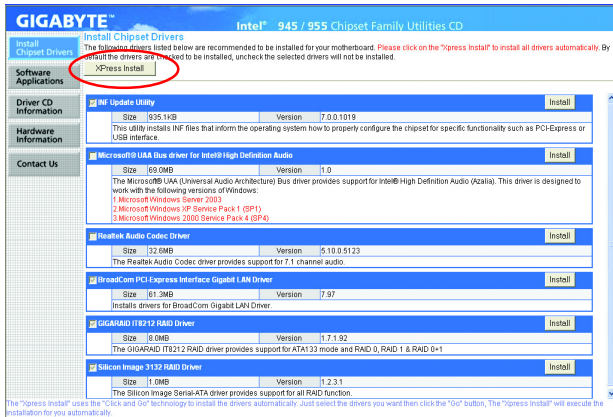 GIGABYTE™
Intel® 945 / 955 Chipset Family Utilities CD
Install
Chipset Drivers
Software
Applications
Driver CD
Information
Hardware
Information
Contact Us
Install Chipset Drivers
The following drivers listed below are recommended to be installed for your motherboard. Please click on the "Xpress Install" to install all drivers automatically. By
default the drivers are checked to be installed, uncheck the selected drivers will not be installed.
XPress Install
INF Update Utility Install
Size 935.1KB Version 7.0.0.1019
This utility installs INF files that inform the operating system how to properly configure the chipset for specific functionality such as PCI-Express or
USB interface.
Microsoft® UAA Bus driver for Intel® High Definition Audio Install
Size 69.0MB Version 1.0
The Microsoft® UAA (Universal Audio Architecture) Bus driver provides support for Intel® High Definition Audio (Azalia). This driver is designed to
work with the following versions of Windows:
1.Microsoft Windows Server 2003
2.Microsoft Windows XP Service Pack 1 (SP1)
3.Microsoft Windows 2000 Service Pack 4 (SP4)
Realtek Audio Codec Driver Install
Size 32.6MB Version 5.10.0.5123
The Realtek Audio Codec driver provides support for 7.1 channel audio.
BroadCom PCI-Express Interface Gigabit LAN Driver Install
Size 61.3MB Version 7.97
Installs drivers for BroadCom Gigabit LAN Driver.
GIGARAID IT8212 RAID Driver Install
Size 8.0MB Version 1.7.1.92
The GIGARAID IT8212 RAID driver provides support for ATA133 mode and RAID 0, RAID 1 & RAID 0+1
Silicon Image 3132 RAID Driver Install
Size 1.0MB Version 1.2.3.1
The Silicon Image Serial-ATA driver provides support for all RAID function.
The "Xpress Install" uses the "Click and Go" technology to install the drivers automatically. Just select the drivers you want then click the "Go" button, The "Xpress Install" will execute the
installation for you automatically.